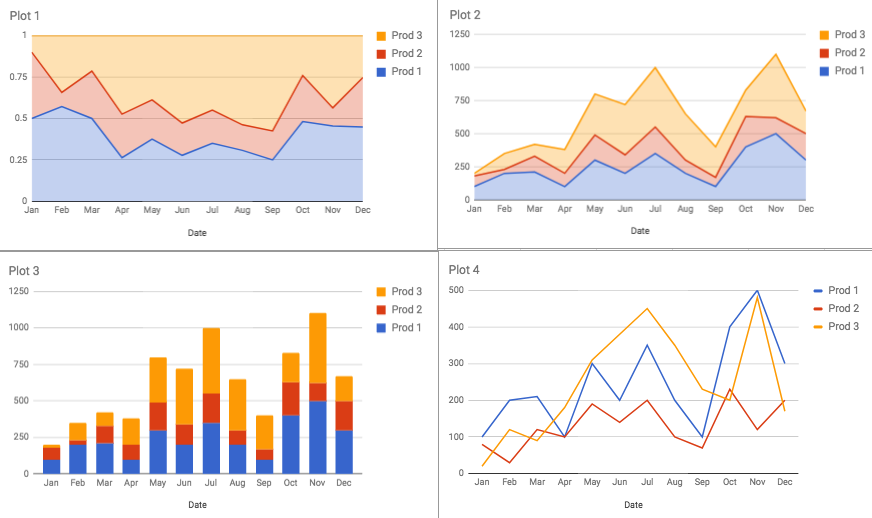 Plot 1
1
0.75
0.5
0.25
0
Jan Feb Mar Apr May Jun Jul Aug Sep Oct Nov Dec
Date
Prod 3
Prod 2
Prod 1
Plot 2
1250
1000
750
500
250
0
Jan Feb Mar Apr May Jun Jul Aug Sep Oct Nov Dec
Date
Prod 3
Prod 2
Prod 1
Plot 3
1250
1000
750
500
250
0
Jan Feb Mar Apr May Jun Jul Aug Sep Oct Nov Dec
Date
Prod 3
Prod 2
Prod 1
Plot 4
500
400
300
200
100
0
Jan Feb Mar Apr May Jun Jul Aug Sep Oct Nov Dec
Date
Prod 1
Prod 2
Prod 3